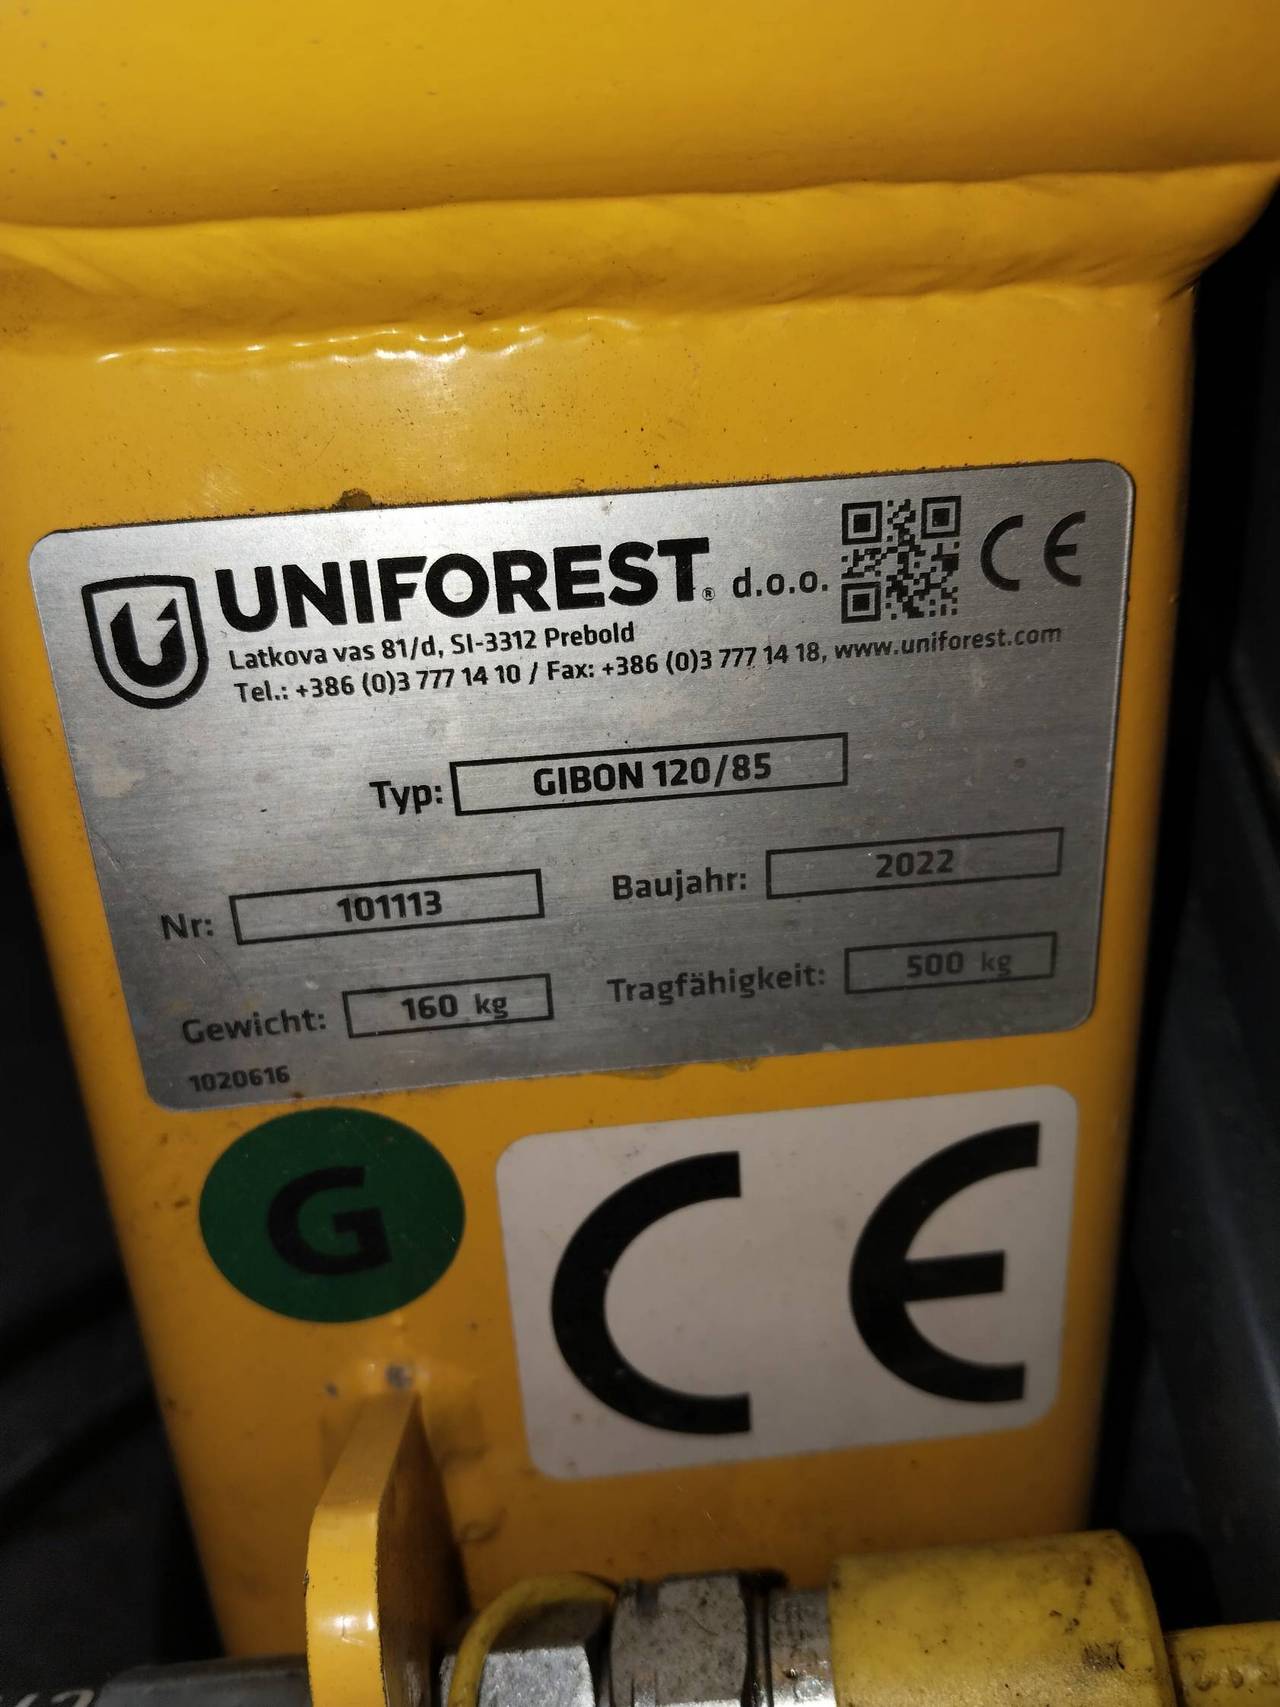 UNIFOREST® d.o.o. CE
Latkova vas 81/d, SI-3312 Prebold
Tel.: +386 (0)3 777 14 10 / Fax: +386 (0)3 777 14 18, www.uniforest.com
Typ: GIBON 120/85
Nr: 101113 Baujahr: 2022
Gewicht: 160 kg Tragfähigkeit: 500 kg
1020616
G CE